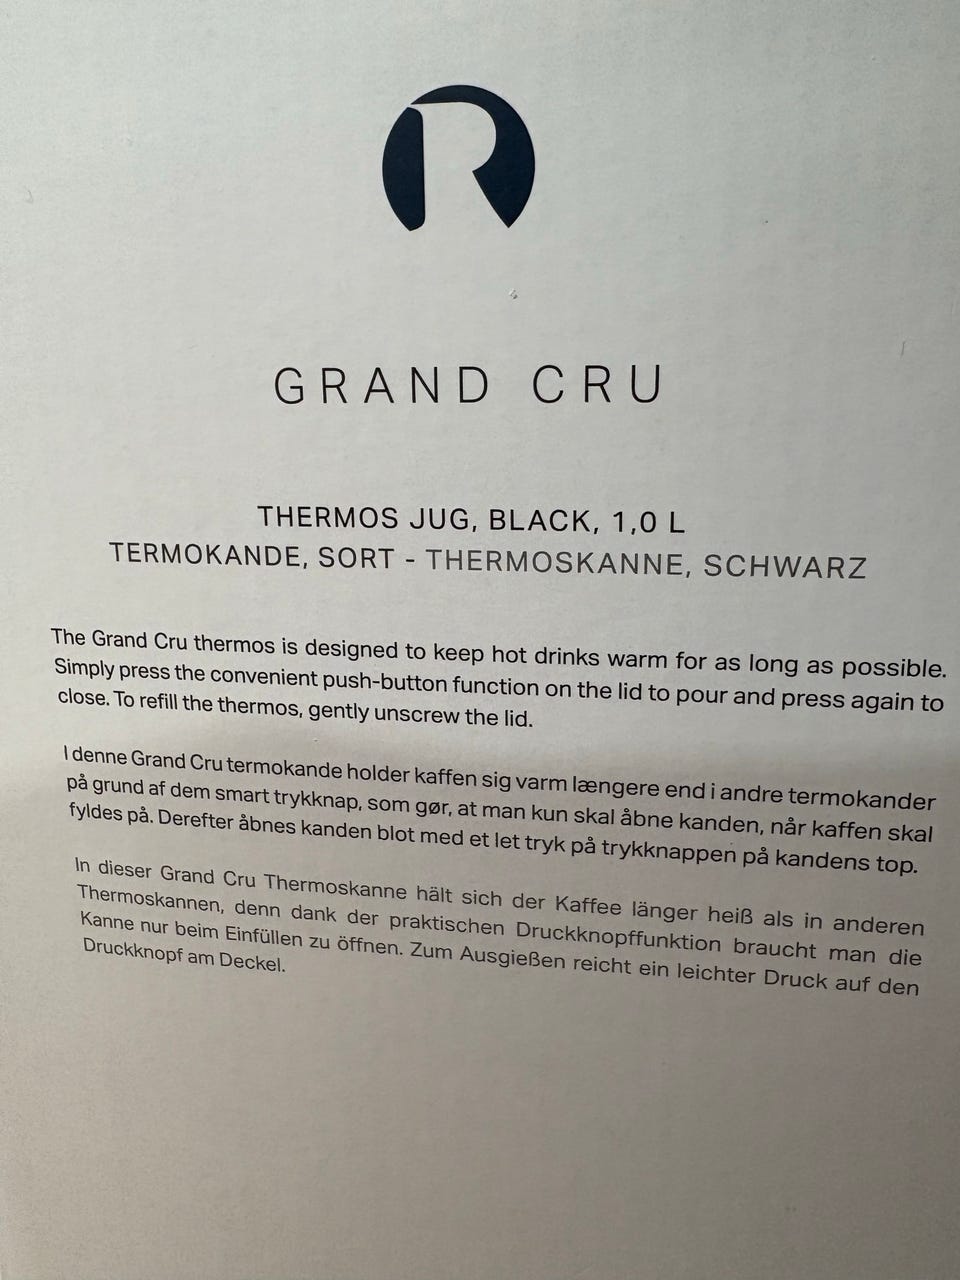 R
GRAND CRU
THERMOS JUG, BLACK, 1,0 L
TERMOKANDE, SORT - THERMOSKANNE, SCHWARZ
The Grand Cru thermos is designed to keep hot drinks warm for as long as possible.
Simply press the convenient push-button function on the lid to pour and press again to
close. To refill the thermos, gently unscrew the lid.
I denne Grand Cru termokande holder kaffen sig varm længere end i andre termokander
på grund af dem smart trykknap, som gør, at man kun skal åbne kanden, når kaffen skal
fyldes på. Derefter åbnes kanden blot med et let tryk på trykknappen på kandens top.
In dieser Grand Cru Thermoskanne hält sich der Kaffee länger heiß als in anderen
Thermoskannen, denn dank der praktischen Druckknopffunktion braucht man die
Kanne nur beim Einfüllen zu öffnen. Zum Ausgießen reicht ein leichter Druck auf den
Druckknopf am Deckel.